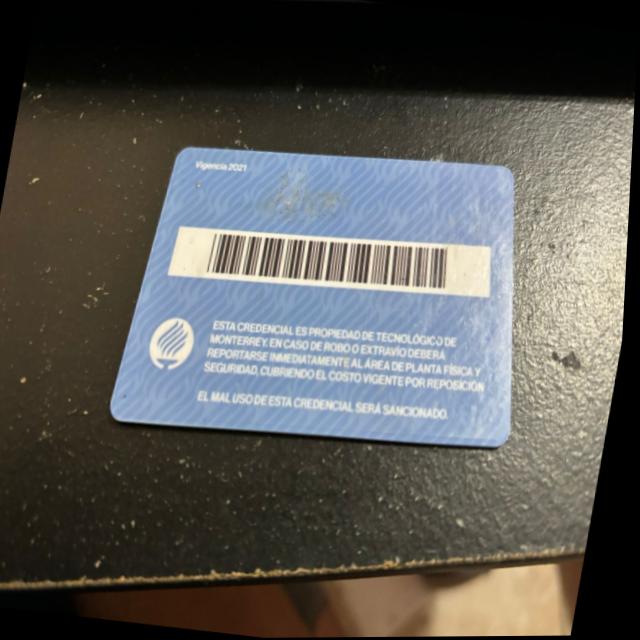 Vigencia 2021
ESTA CREDENCIAL ES PROPIEDAD DE TECNOLÓGICO DE
MONTERREY. EN CASO DE ROBO O EXTRAVÍO DEBERÁ
REPORTARSE INMEDIATAMENTE AL ÁREA DE PLANTA FÍSICA Y
SEGURIDAD CUBRIENDO EL COSTO VIGENTE POR REPOSICIÓN
EL MAL USO DE ESTA CREDENCIAL SERÁ SANCIONADO.